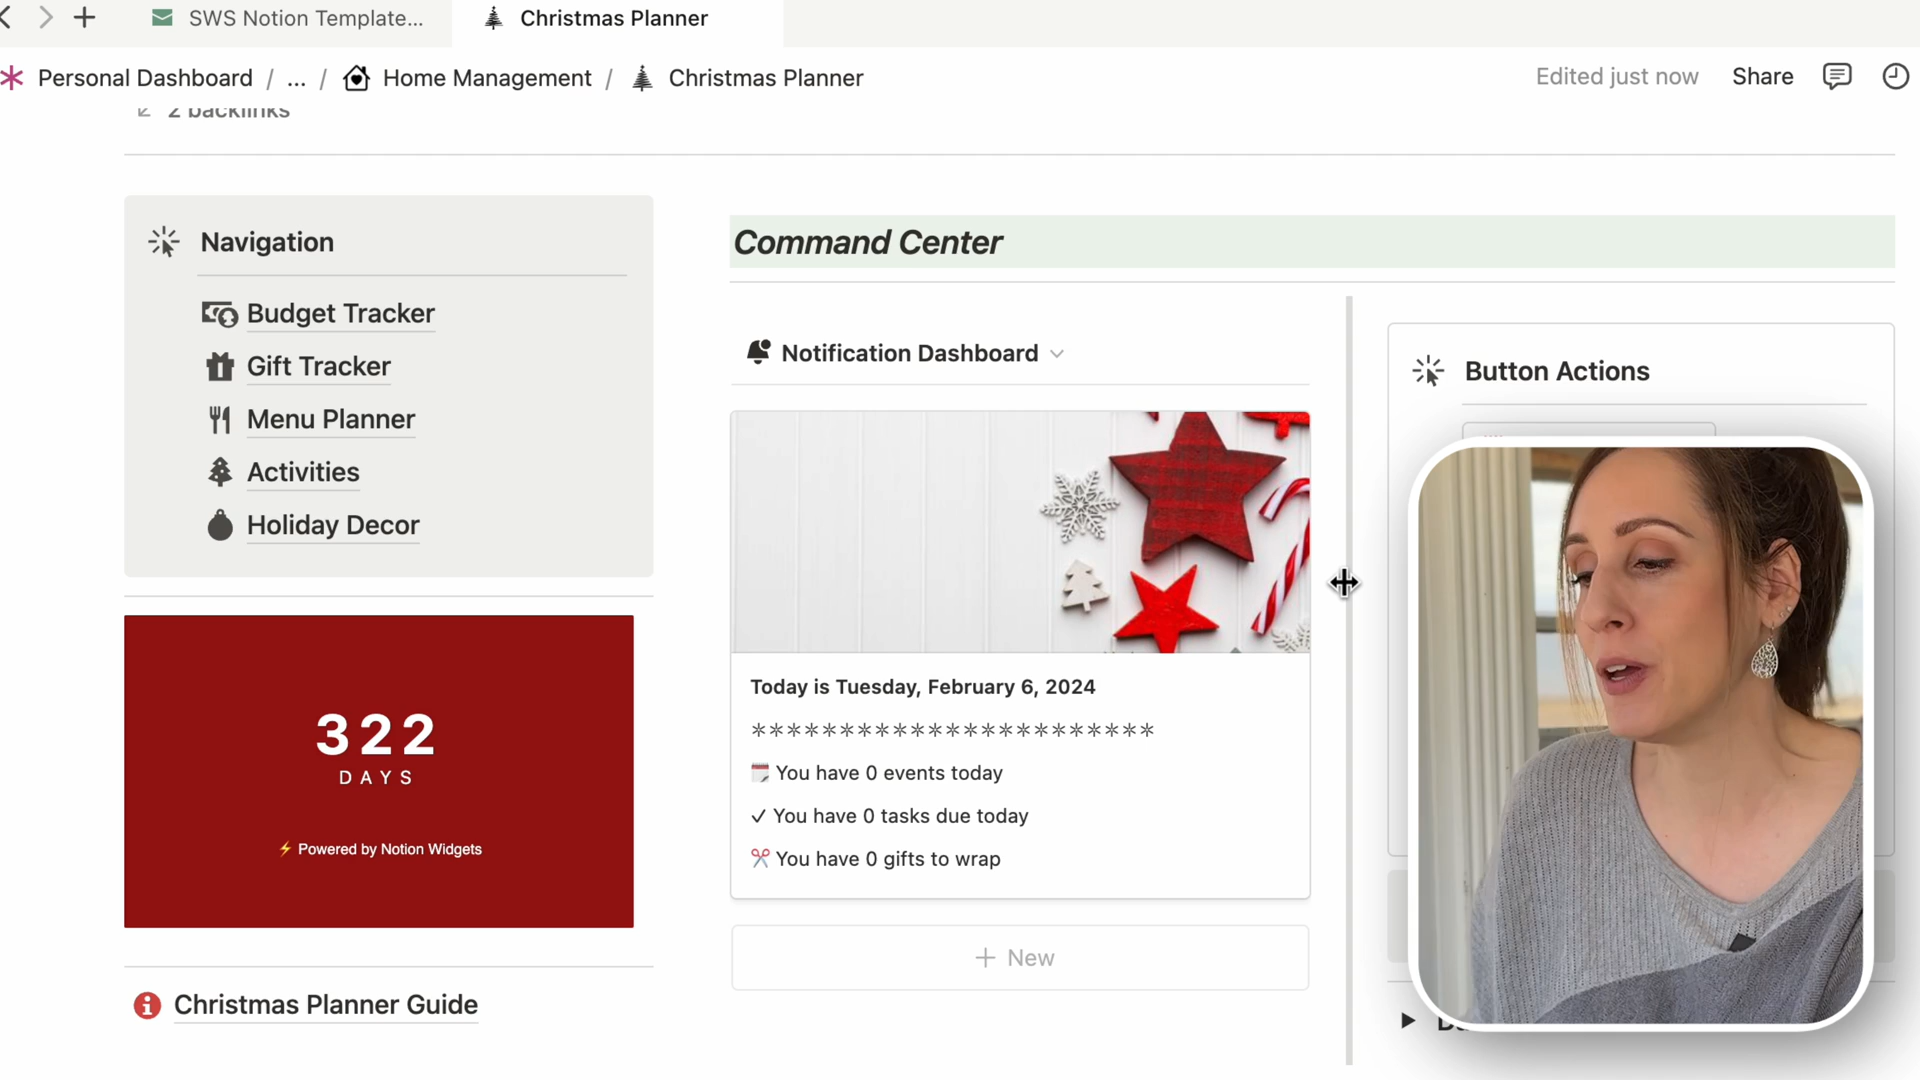 SWS Notion Template...
Christmas Planner
Personal Dashboard / ... / Home Management / Christmas Planner
Edited just now
Share
2 backlinks
Navigation
Budget Tracker
Gift Tracker
Menu Planner
Activities
Holiday Decor
322
DAYS
⚡ Powered by Notion Widgets
Christmas Planner Guide
Command Center
Notification Dashboard
Today is Tuesday, February 6, 2024
***********************
You have 0 events today
✓ You have 0 tasks due today
✂ You have 0 gifts to wrap
+ New
Button Actions